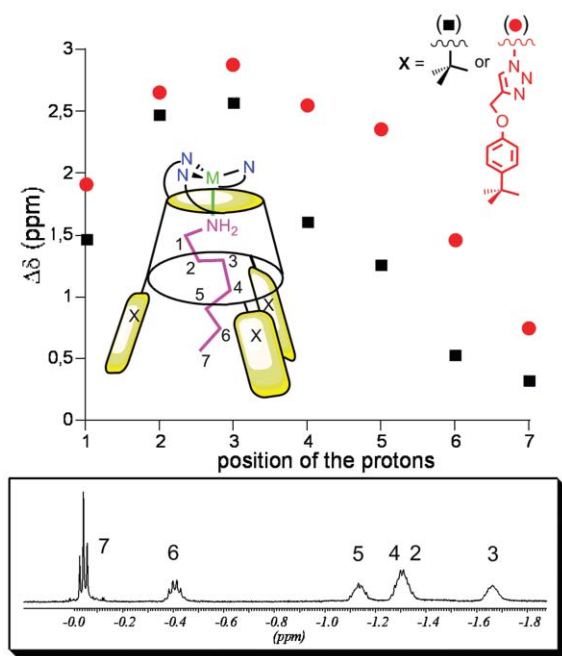 (■) (●)
X = or
N
N
N
O
3
2,5
2
1,5
1
0,5
0
Δδ (ppm)
N N
N M
NH2
1
2 3
4
5
6
7
X X
X
1 2 3 4 5 6 7
position of the protons
7 6 5 4 2 3
-0.0 -0.2 -0.4 -0.6 -0.8 -1.0 -1.2 -1.4 -1.6 -1.8
(ppm)